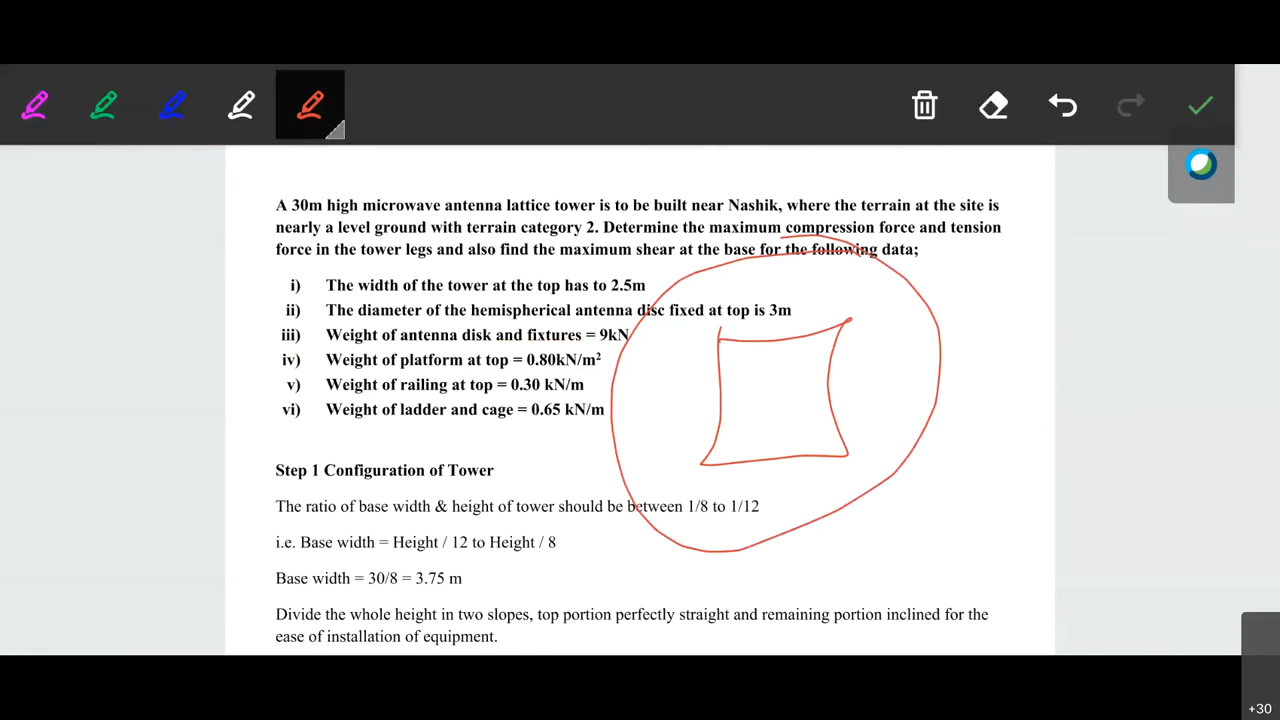 A 30m high microwave antenna lattice tower is to be built near Nashik, where the terrain at the site is
nearly a level ground with terrain category 2. Determine the maximum compression force and tension
force in the tower legs and also find the maximum shear at the base for the following data;
i) The width of the tower at the top has to 2.5m
ii) The diameter of the hemispherical antenna disc fixed at top is 3m
iii) Weight of antenna disk and fixtures = 9kN
iv) Weight of platform at top = 0.80kN/m²
v) Weight of railing at top = 0.30 kN/m
vi) Weight of ladder and cage = 0.65 kN/m
Step 1 Configuration of Tower
The ratio of base width & height of tower should be between 1/8 to 1/12
i.e. Base width = Height / 12 to Height / 8
Base width = 30/8 = 3.75 m
Divide the whole height in two slopes, top portion perfectly straight and remaining portion inclined for the
ease of installation of equipment.
+30